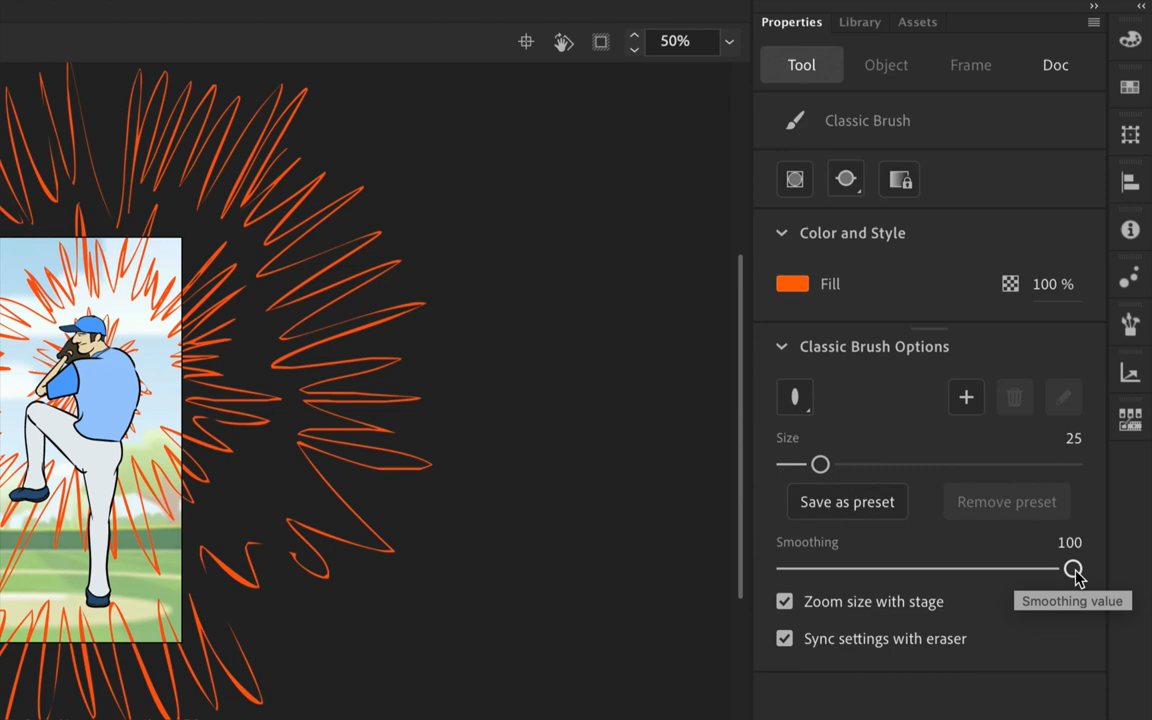 Properties Library Assets
50%
Tool Object Frame Doc
Classic Brush
Color and Style
Fill 100 %
Classic Brush Options
Size 25
Save as preset Remove preset
Smoothing 100
Zoom size with stage
Smoothing value
Sync settings with eraser